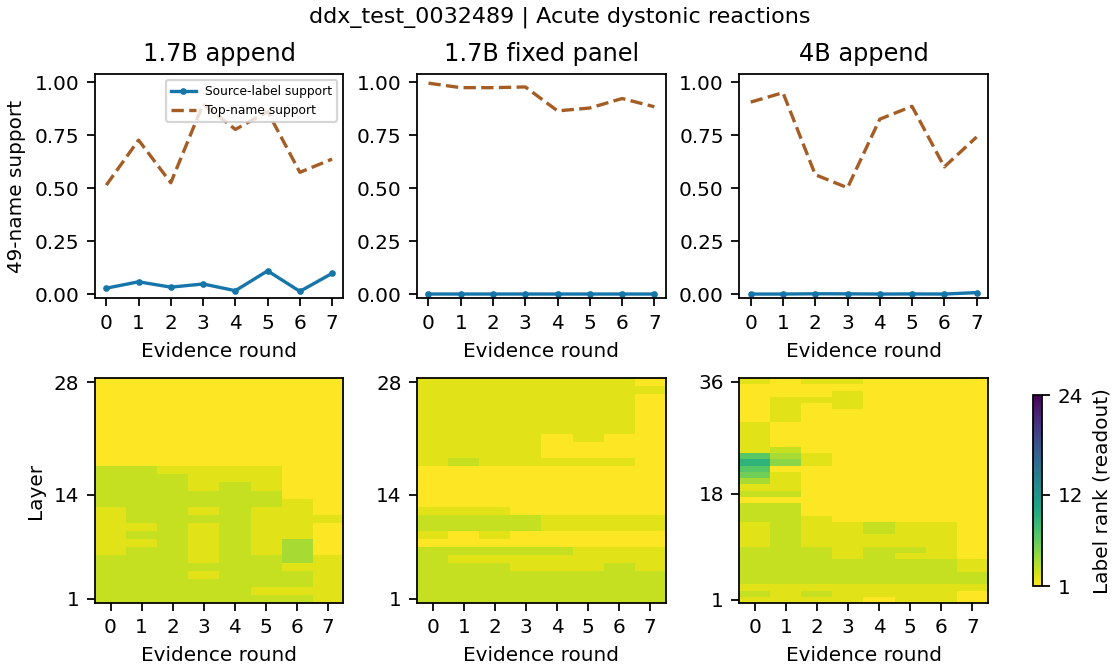 ddx_test_0032489 | Acute dystonic reactions
1.7B append
1.7B fixed panel
4B append
49-name support
1.00
0.75
0.50
0.25
0.00
Source-label support
Top-name support
0 1 2 3 4 5 6 7
Evidence round
1.00
0.75
0.50
0.25
0.00
0 1 2 3 4 5 6 7
Evidence round
1.00
0.75
0.50
0.25
0.00
0 1 2 3 4 5 6 7
Evidence round
Layer
28
14
1
0 1 2 3 4 5 6 7
Evidence round
28
14
1
0 1 2 3 4 5 6 7
Evidence round
36
18
1
0 1 2 3 4 5 6 7
Evidence round
24
12
1
Label rank (readout)